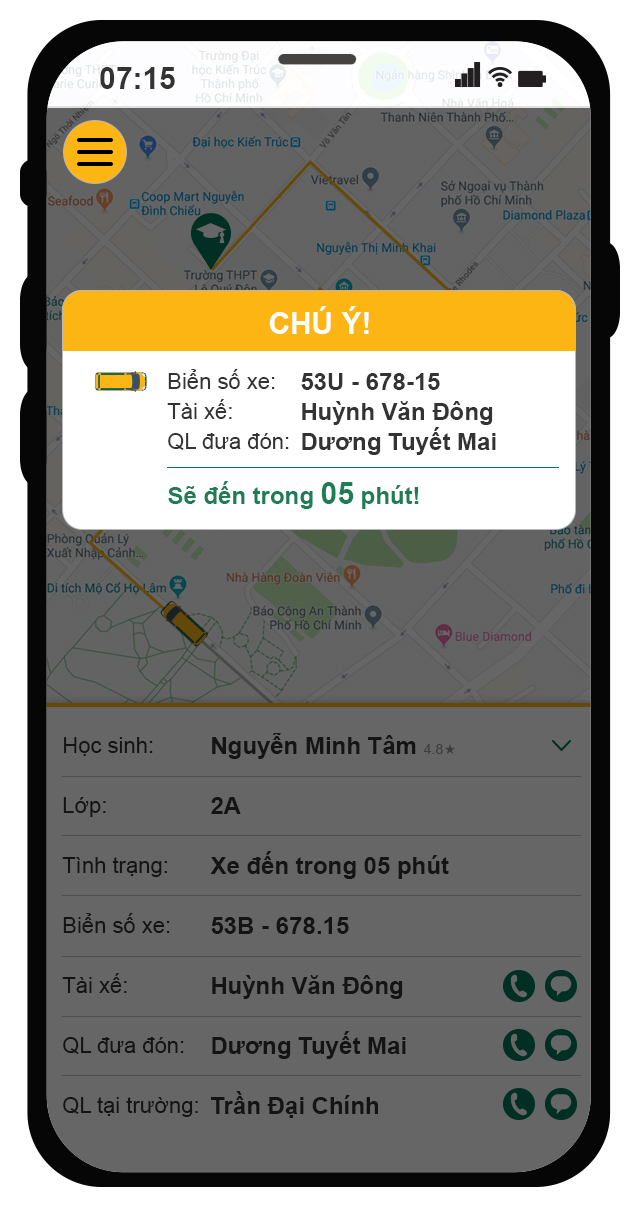 07:15
Trường Đại
học Kiến Trúc
Thành phố
Hồ Chí Minh
Ngân hàng Shin
Nhà Văn Hoá
Thanh Niên Thành Phố...
Ngô Thời Nhiệm
Võ Văn Tần
Đại học Kiến Trúc
Vietravel
Seafood
Coop Mart Nguyễn
Đình Chiểu
Sở Ngoại vụ Thành
phố Hồ Chí Minh
Diamond Plaza
Nguyễn Thị Minh Khai
Trường THPT
Lê Quý Đôn
CHÚ Ý!
Biển số xe: 53U - 678-15
Tài xế: Huỳnh Văn Đông
QL đưa đón: Dương Tuyết Mai
Sẽ đến trong 05 phút!
Phòng Quản Lý
Xuất Nhập Cảnh...
Bảo tàn
phố Hồ C
Di tích Mộ Cổ Họ Lâm
Nhà Hàng Đoàn Viên
Phố đi
Báo Công An Thành
Phố Hồ Chí Minh
Blue Diamond
Học sinh: Nguyễn Minh Tâm 4.8★
Lớp: 2A
Tình trạng: Xe đến trong 05 phút
Biển số xe: 53B - 678.15
Tài xế: Huỳnh Văn Đông
QL đưa đón: Dương Tuyết Mai
QL tại trường: Trần Đại Chính